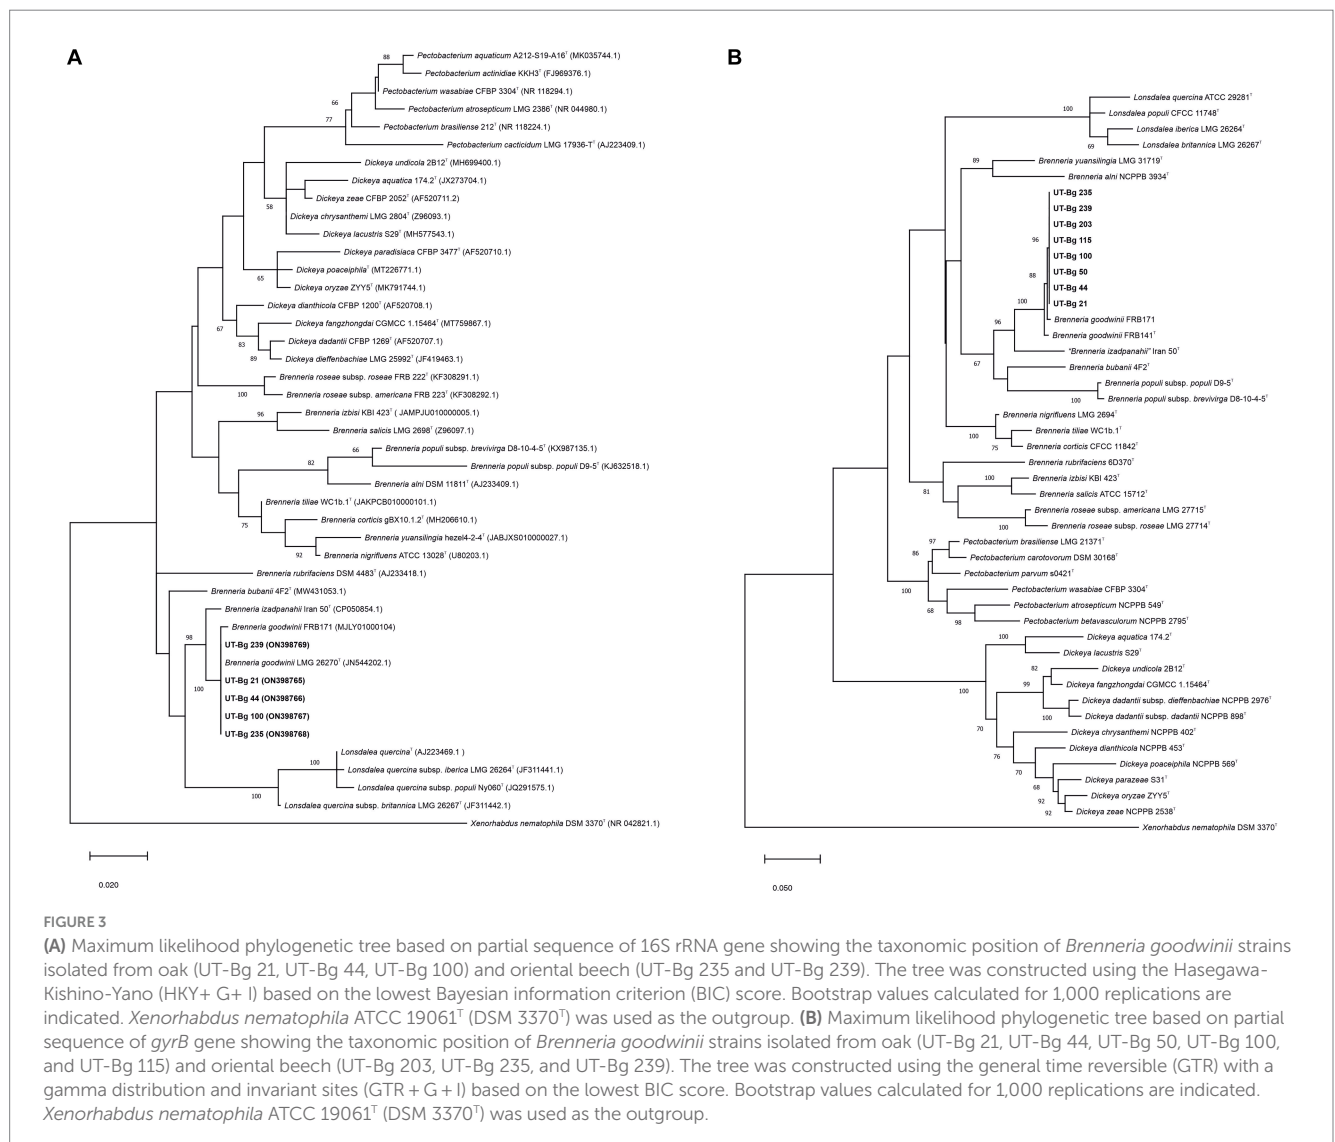 A
88
Pectobacterium aquaticum A212-S19-A16ᵀ (MK035744.1)
Pectobacterium actinidiae KKH3ᵀ (FJ969376.1)
Pectobacterium wasabiae CFBP 3304ᵀ (NR 118294.1)
66
Pectobacterium atrosepticum LMG 2386ᵀ (NR 044980.1)
77
Pectobacterium brasiliense 212ᵀ (NR 118224.1)
Pectobacterium cacticidum LMG 17936-Tᵀ (AJ223409.1)
Dickeya undicola 2B12ᵀ (MH699400.1)
Dickeya aquatica 174.2ᵀ (JX273704.1)
Dickeya zeae CFBP 2052ᵀ (AF520711.2)
58
Dickeya chrysanthemi LMG 2804ᵀ (Z96093.1)
Dickeya lacustris S29ᵀ (MH577543.1)
Dickeya paradisiaca CFBP 3477ᵀ (AF520710.1)
Dickeya poaceiphilaᵀ (MT226771.1)
65
Dickeya oryzae ZYY5ᵀ (MK791744.1)
Dickeya dianthicola CFBP 1200ᵀ (AF520708.1)
Dickeya fangzhongdai CGMCC 1.15464ᵀ (MT759867.1)
67
Dickeya dadantii CFBP 1269ᵀ (AF520707.1)
83
89
Dickeya dieffenbachiae LMG 25992ᵀ (JF419463.1)
Brenneria roseae subsp. roseae FRB 222ᵀ (KF308291.1)
100
Brenneria roseae subsp. americana FRB 223ᵀ (KF308292.1)
96
Brenneria izbisi KBI 423ᵀ ( JAMPJU010000005.1)
Brenneria salicis LMG 2698ᵀ (Z96097.1)
66
Brenneria populi subsp. brevivirga D8-10-4-5ᵀ (KX987135.1)
82
Brenneria populi subsp. populi D9-5ᵀ (KJ632518.1)
Brenneria alni DSM 11811ᵀ (AJ233409.1)
Brenneria tiliae WC1b.1ᵀ (JAKPCB010000101.1)
75
Brenneria corticis gBX10.1.2ᵀ (MH206610.1)
Brenneria yuansilingia hezel4-2-4ᵀ (JABJXS010000027.1)
92
Brenneria nigrifluens ATCC 13028ᵀ (U80203.1)
Brenneria rubrifaciens DSM 4483ᵀ (AJ233418.1)
Brenneria bubanii 4F2ᵀ (MW431053.1)
Brenneria izadpanahii Iran 50ᵀ (CP050854.1)
Brenneria goodwinii FRB171 (MJLY01000104)
98
UT-Bg 239 (ON398769)
Brenneria goodwinii LMG 26270ᵀ (JN544202.1)
UT-Bg 21 (ON398765)
100
UT-Bg 44 (ON398766)
UT-Bg 100 (ON398767)
UT-Bg 235 (ON398768)
Lonsdalea quercinaᵀ (AJ223469.1 )
100
Lonsdalea quercina subsp. iberica LMG 26264ᵀ (JF311441.1)
Lonsdalea quercina subsp. populi Ny060ᵀ (JQ291575.1)
100
Lonsdalea quercina subsp. britannica LMG 26267ᵀ (JF311442.1)
Xenorhabdus nematophila DSM 3370ᵀ (NR 042821.1)
0.020
B
Lonsdalea quercina ATCC 29281ᵀ
100
Lonsdalea populi CFCC 11748ᵀ
Lonsdalea iberica LMG 26264ᵀ
69
Lonsdalea britannica LMG 26267ᵀ
89
Brenneria yuansilingia LMG 31719ᵀ
Brenneria alni NCPPB 3934ᵀ
UT-Bg 235
UT-Bg 239
UT-Bg 203
96
UT-Bg 115
UT-Bg 100
88
UT-Bg 50
UT-Bg 44
100
UT-Bg 21
96
Brenneria goodwinii FRB171
Brenneria goodwinii FRB141ᵀ
"Brenneria izadpanahii" Iran 50ᵀ
67
Brenneria bubanii 4F2ᵀ
Brenneria populi subsp. populi D9-5ᵀ
100
Brenneria populi subsp. brevivirga D8-10-4-5ᵀ
Brenneria nigrifluens LMG 2694ᵀ
100
Brenneria tiliae WC1b.1ᵀ
75
Brenneria corticis CFCC 11842ᵀ
Brenneria rubrifaciens 6D370ᵀ
100
Brenneria izbisi KBI 423ᵀ
81
Brenneria salicis ATCC 15712ᵀ
Brenneria roseae subsp. americana LMG 27715ᵀ
100
Brenneria roseae subsp. roseae LMG 27714ᵀ
97
Pectobacterium brasiliense LMG 21371ᵀ
86
Pectobacterium carotovorum DSM 30168ᵀ
Pectobacterium parvum s0421ᵀ
100
Pectobacterium wasabiae CFBP 3304ᵀ
68
Pectobacterium atrosepticum NCPPB 549ᵀ
98
Pectobacterium betavasculorum NCPPB 2795ᵀ
100
Dickeya aquatica 174.2ᵀ
Dickeya lacustris S29ᵀ
82
Dickeya undicola 2B12ᵀ
100
99
Dickeya fangzhongdai CGMCC 1.15464ᵀ
Dickeya dadantii subsp. dieffenbachiae NCPPB 2976ᵀ
100
Dickeya dadantii subsp. dadantii NCPPB 898ᵀ
70
Dickeya chrysanthemi NCPPB 402ᵀ
76
Dickeya dianthicola NCPPB 453ᵀ
70
Dickeya poaceiphila NCPPB 569ᵀ
68
Dickeya parazeae S31ᵀ
92
Dickeya oryzae ZYY5ᵀ
92
Dickeya zeae NCPPB 2538ᵀ
Xenorhabdus nematophila DSM 3370ᵀ
0.050
FIGURE 3
(A) Maximum likelihood phylogenetic tree based on partial sequence of 16S rRNA gene showing the taxonomic position of Brenneria goodwinii strains
isolated from oak (UT-Bg 21, UT-Bg 44, UT-Bg 100) and oriental beech (UT-Bg 235 and UT-Bg 239). The tree was constructed using the Hasegawa-
Kishino-Yano (HKY+ G+ I) based on the lowest Bayesian information criterion (BIC) score. Bootstrap values calculated for 1,000 replications are
indicated. Xenorhabdus nematophila ATCC 19061ᵀ (DSM 3370ᵀ) was used as the outgroup. (B) Maximum likelihood phylogenetic tree based on partial
sequence of gyrB gene showing the taxonomic position of Brenneria goodwinii strains isolated from oak (UT-Bg 21, UT-Bg 44, UT-Bg 50, UT-Bg 100,
and UT-Bg 115) and oriental beech (UT-Bg 203, UT-Bg 235, and UT-Bg 239). The tree was constructed using the general time reversible (GTR) with a
gamma distribution and invariant sites (GTR + G + I) based on the lowest BIC score. Bootstrap values calculated for 1,000 replications are indicated.
Xenorhabdus nematophila ATCC 19061ᵀ (DSM 3370ᵀ) was used as the outgroup.